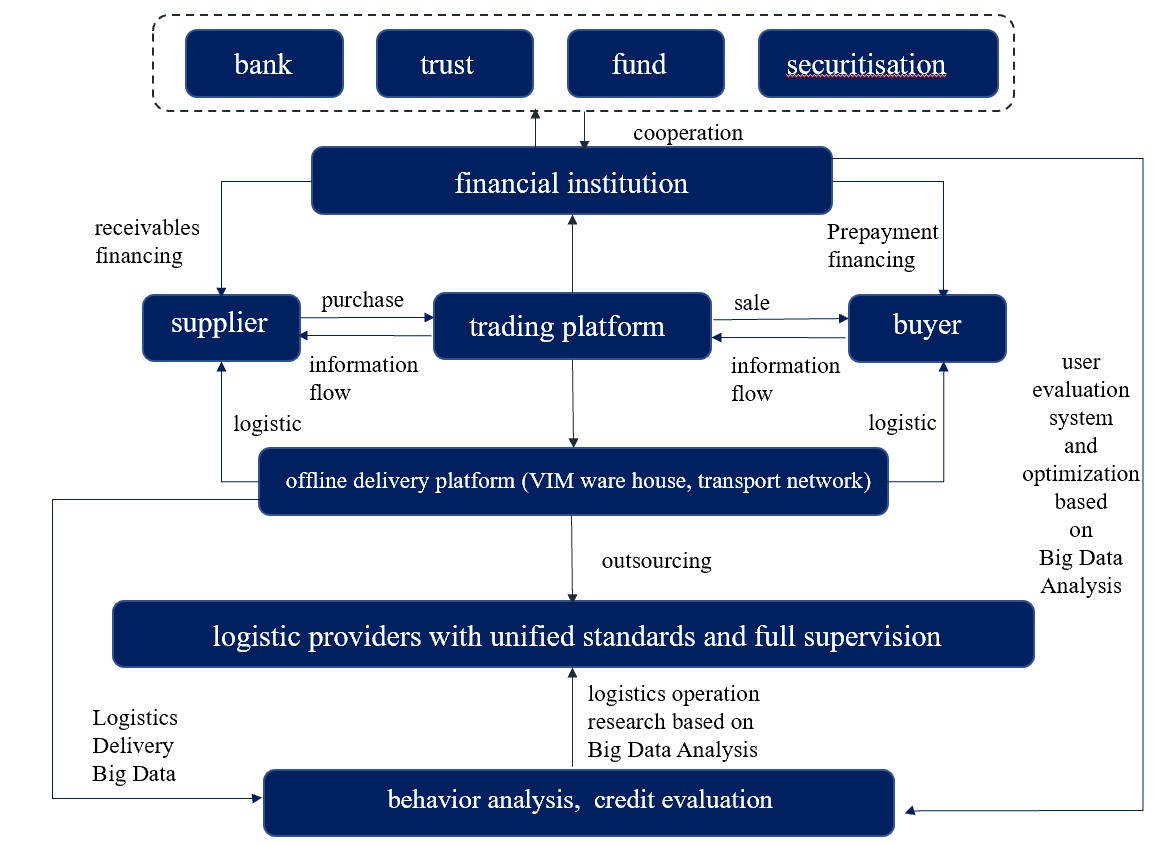 bank
trust
fund
securitisation
cooperation
financial institution
receivables
financing
Prepayment
financing
supplier
purchase
trading platform
sale
buyer
information
flow
information
flow
logistic
logistic
user
evaluation
system
and
optimization
based
on
Big Data
Analysis
offline delivery platform (VIM ware house, transport network)
outsourcing
logistic providers with unified standards and full supervision
logistics operation
research based on
Big Data Analysis
Logistics
Delivery
Big Data
behavior analysis, credit evaluation